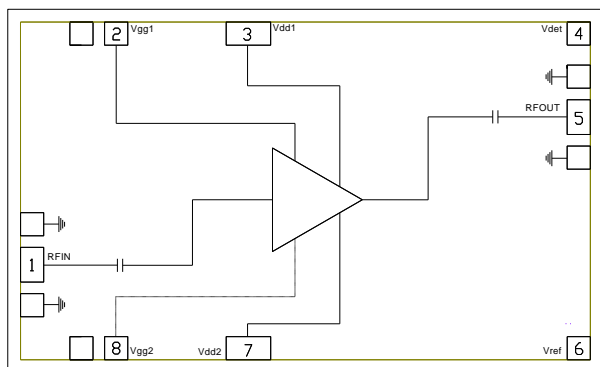 2 Vgg1 3 Vdd1 Vdet 4
RFOUT 5
1 RFIN
8 Vgg2 Vdd2 7 Vref 6